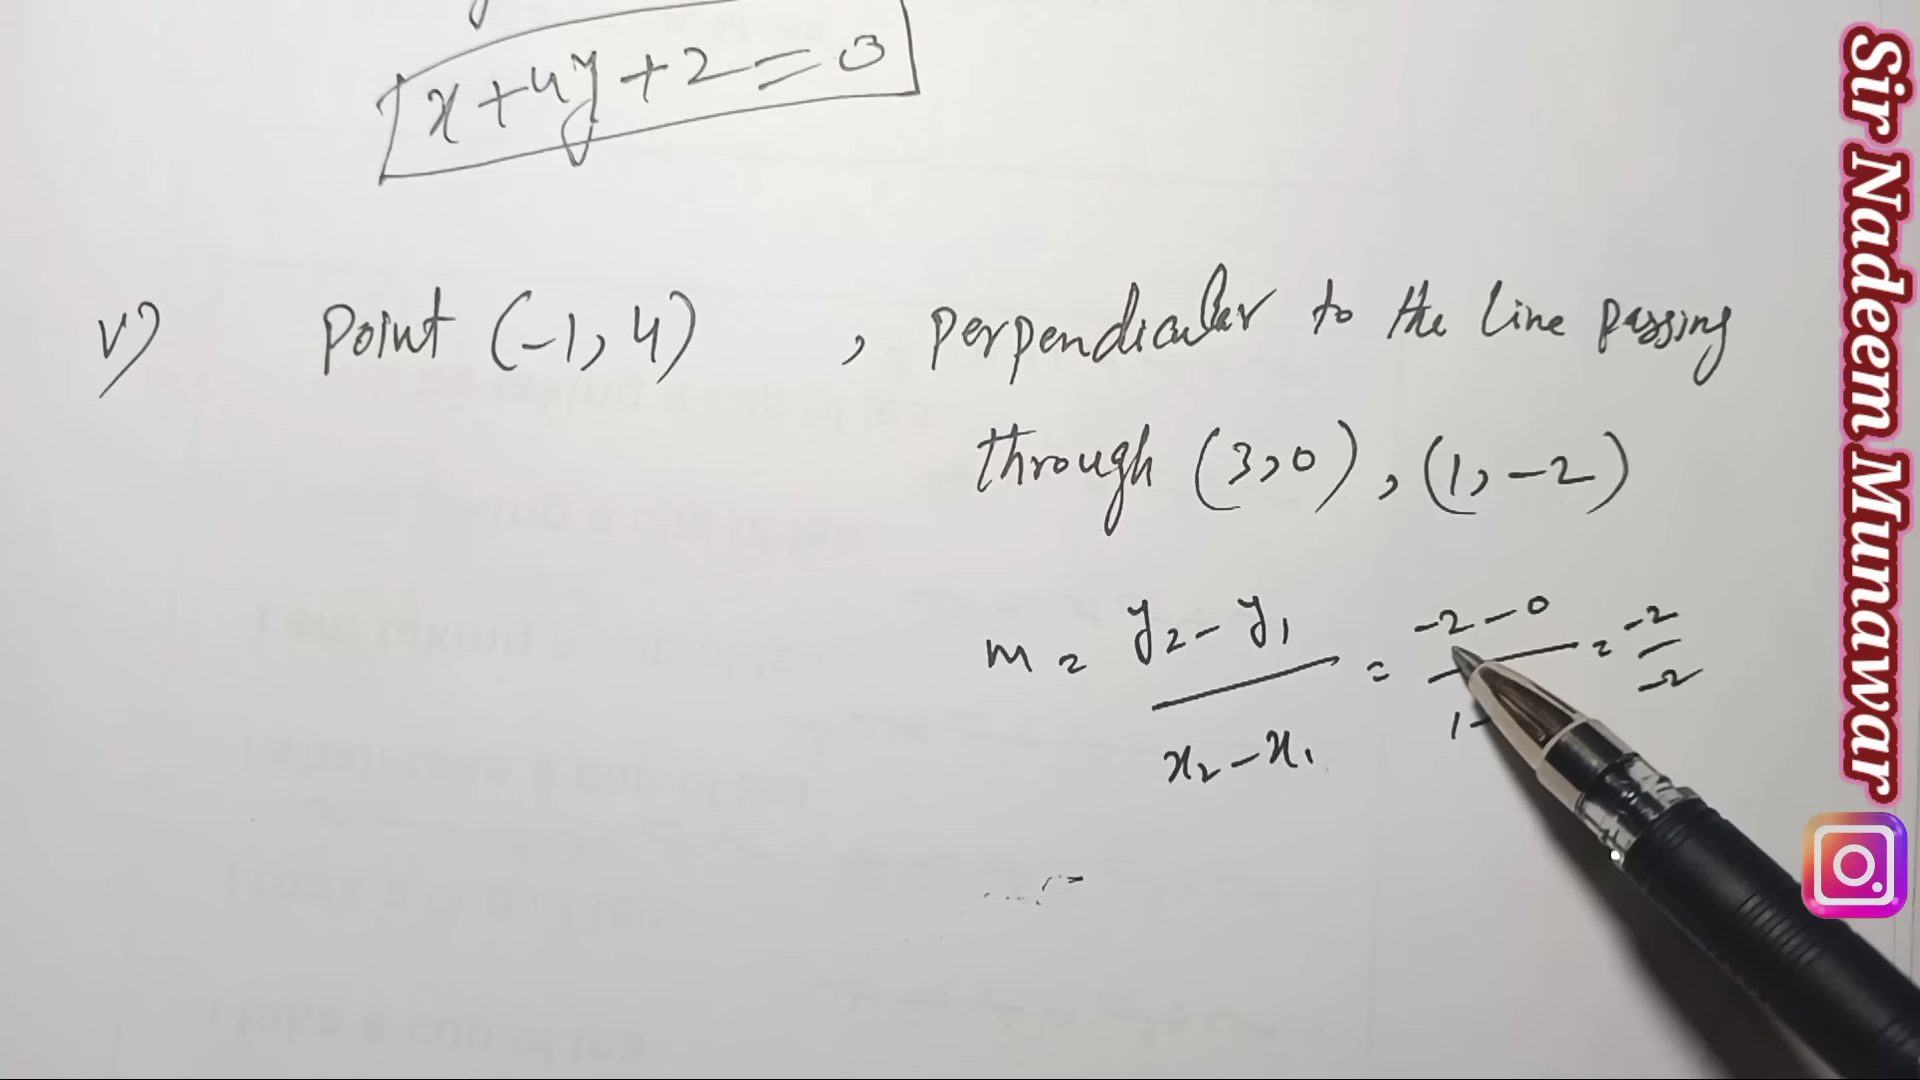 x+4y+2=0
v) Point (-1, 4) , perpendicular to the line passing
through (3,0), (1,-2)
m = y2 - y1 / x2 - x1 = -2-0 / 1- = -2 / -2
Sir Nadeem Munawar